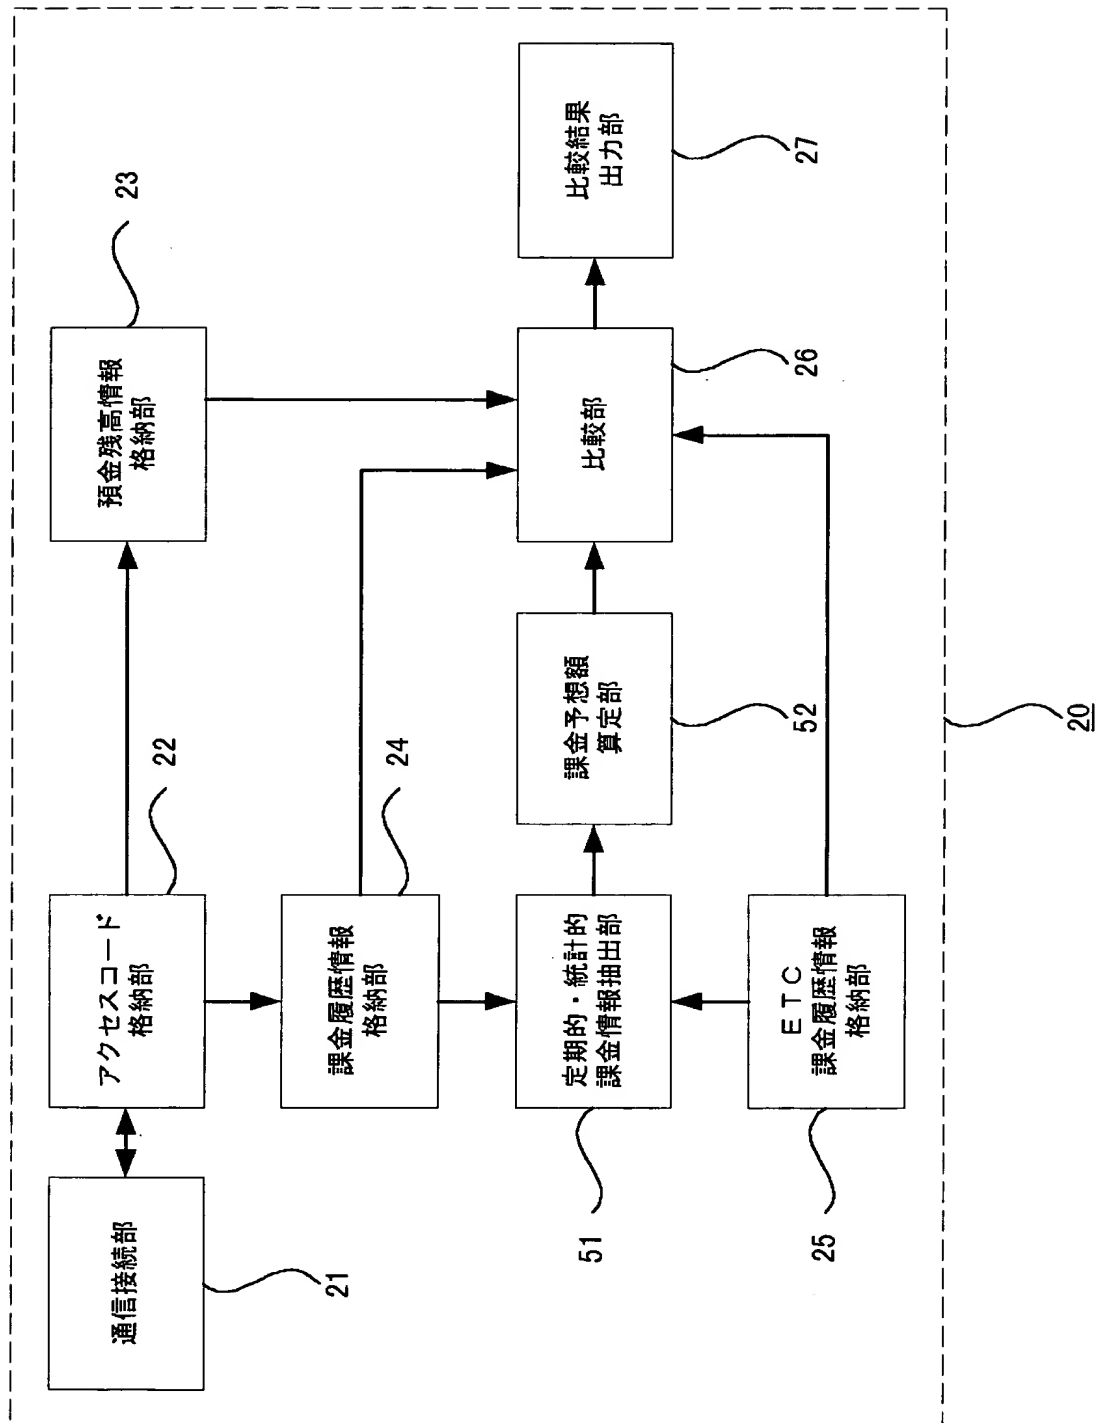 通信接続部
21
アクセスコード
格納部
22
預金残高情報
格納部
23
課金履歴情報
格納部
24
定期的・統計的
課金情報抽出部
51
課金予想額
算定部
52
比較部
26
比較結果
出力部
27
ETC
課金履歴情報
格納部
25
20